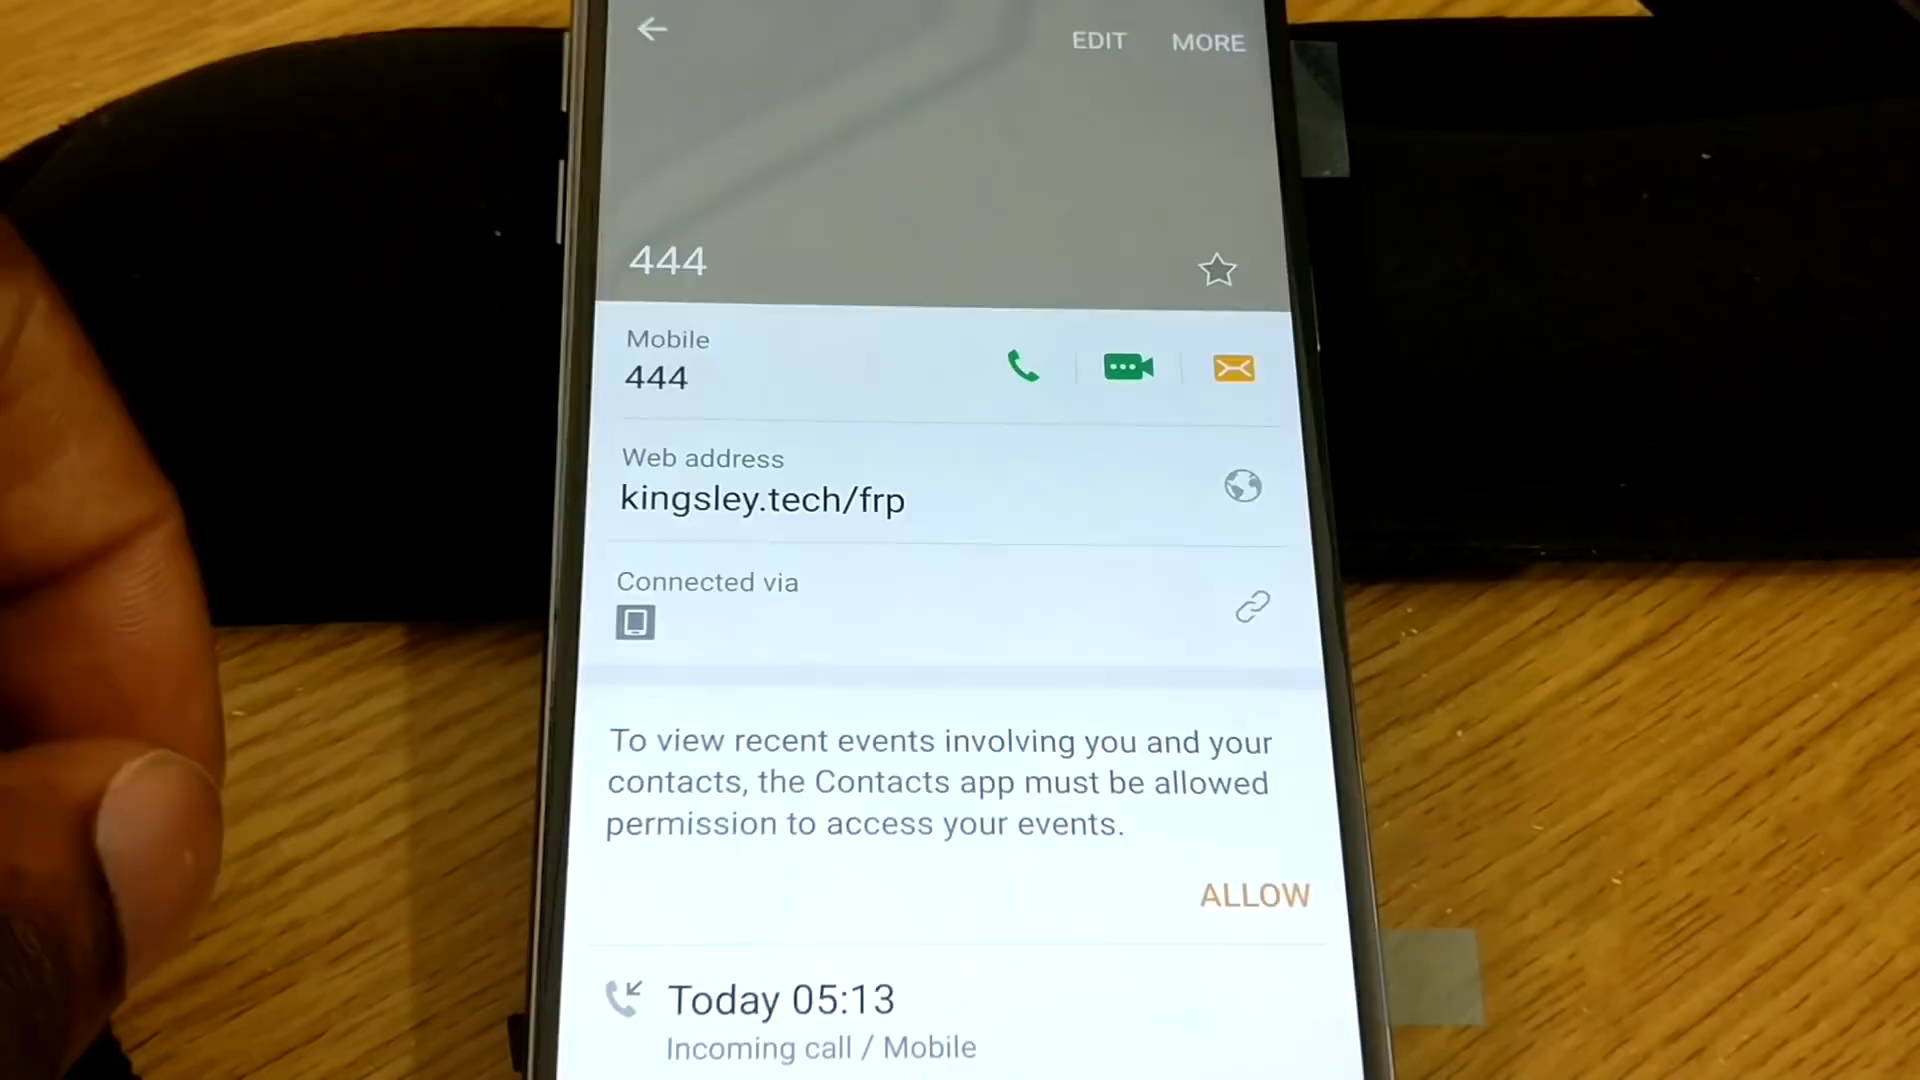 EDIT MORE
444
Mobile
444
Web address
kingsley.tech/frp
Connected via
To view recent events involving you and your
contacts, the Contacts app must be allowed
permission to access your events.
ALLOW
Today 05:13
Incoming call / Mobile